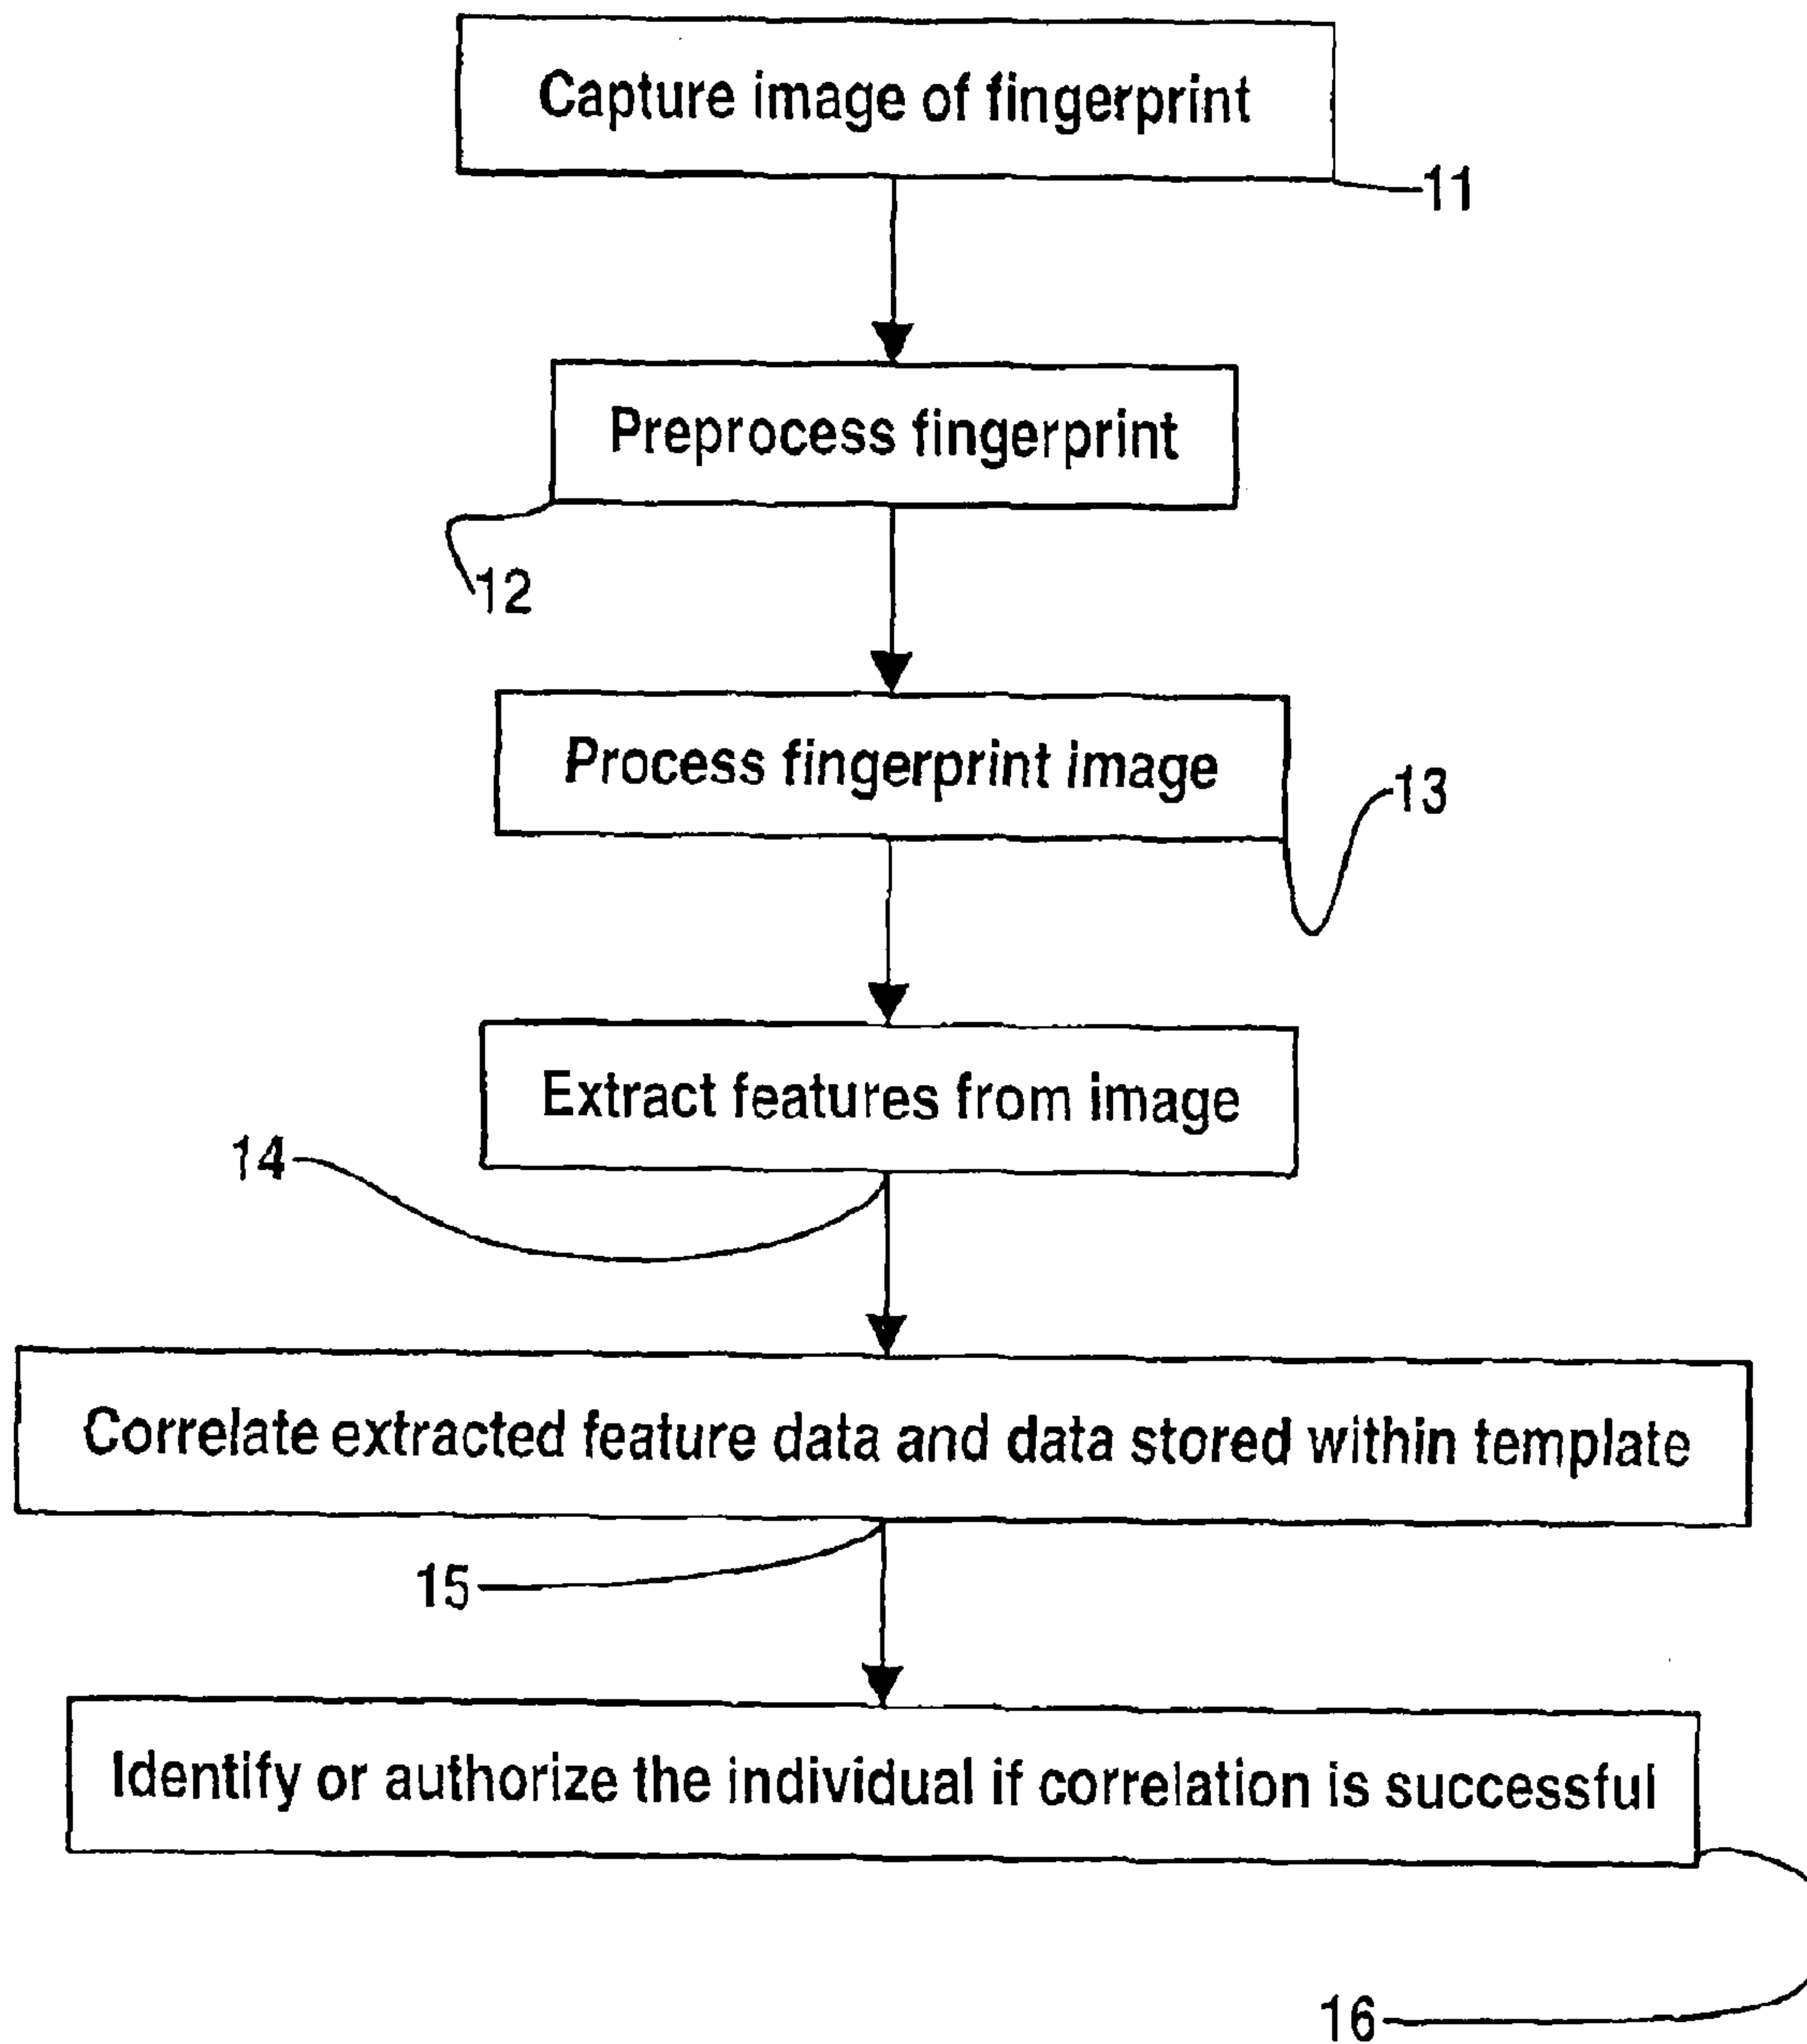 Capture image of fingerprint
11
Preprocess fingerprint
12
Process fingerprint image
13
Extract features from image
14
Correlate extracted feature data and data stored within template
15
Identify or authorize the individual if correlation is successful
16